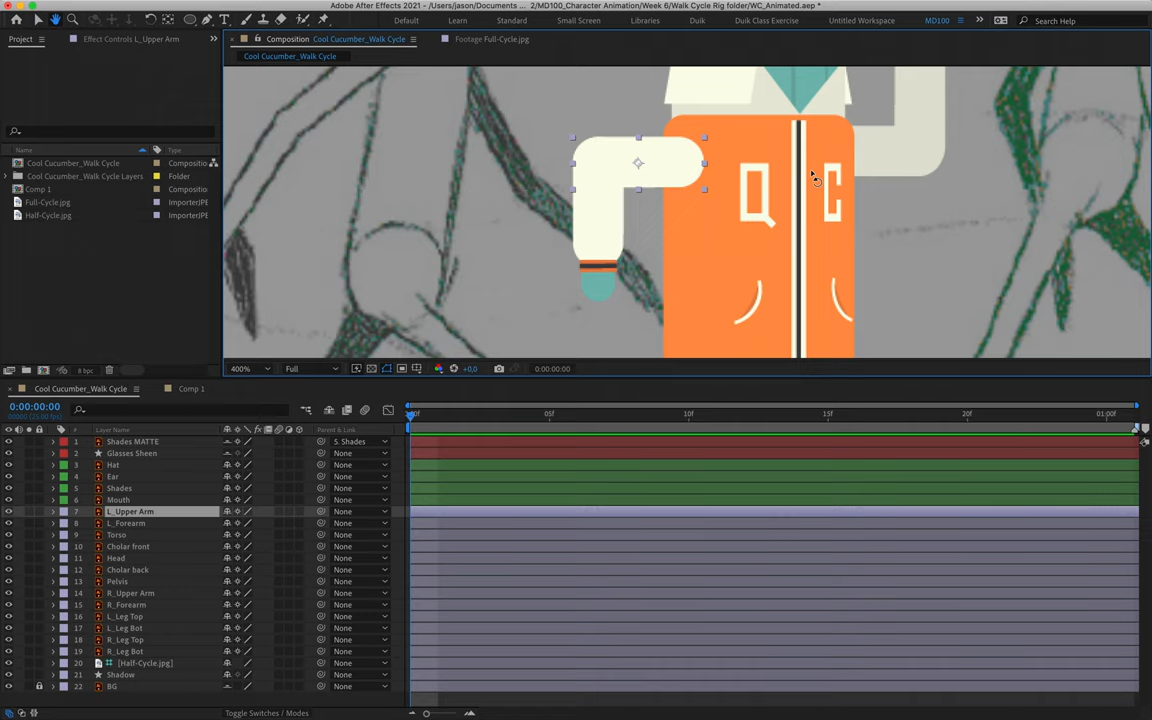 After Effects 2021 - /Users/jason/Documents ... 2/MD100_Character Animation/Week 6/Walk Cycle Rig folder/WC_Animated.aep *
Default
Learn
Standard
Small Screen
Libraries
Duik
Duik Class Exercise
Untitled Workspace
MD100
Search Help
Project
Effect Controls L_Upper Arm
Composition Cool Cucumber_Walk Cycle
Footage Full-Cycle.jpg
Cool Cucumber_Walk Cycle
Name
Type
Cool Cucumber_Walk Cycle
Compositio
Cool Cucumber_Walk Cycle Layers
Folder
Comp 1
Compositio
Full-Cycle.jpg
ImporterJPE
Half-Cycle.jpg
ImporterJPE
8 bpc
400%
Full
+0,0
0:00:00:00
Cool Cucumber_Walk Cycle
Comp 1
0:00:00:00
00000 (25.00 fps)
05f
10f
15f
20f
01:00f
#
Layer Name
fx
Parent & Link
1 Shades MATTE 5. Shades
2 Glasses Sheen None
3 Hat None
4 Ear None
5 Shades None
6 Mouth None
7 L_Upper Arm None
8 L_Forearm None
9 Torso None
10 Cholar front None
11 Head None
12 Cholar back None
13 Pelvis None
14 R_Upper Arm None
15 R_Forearm None
16 L_Leg Top None
17 L_Leg Bot None
18 R_Leg Top None
19 R_Leg Bot None
20 [Half-Cycle.jpg] None
21 Shadow None
22 BG None
Toggle Switches / Modes